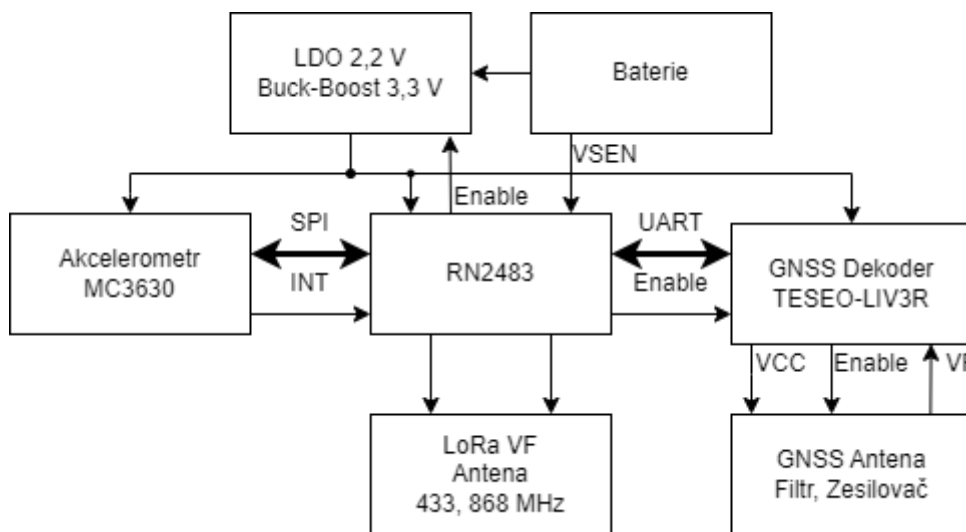 LDO 2,2 V
Buck-Boost 3,3 V
Baterie
VSEN
Enable
Akcelerometr
MC3630
SPI
INT
RN2483
UART
Enable
GNSS Dekoder
TESEO-LIV3R
VCC
Enable
LoRa VF
Antena
433, 868 MHz
GNSS Antena
Filtr, Zesilovač